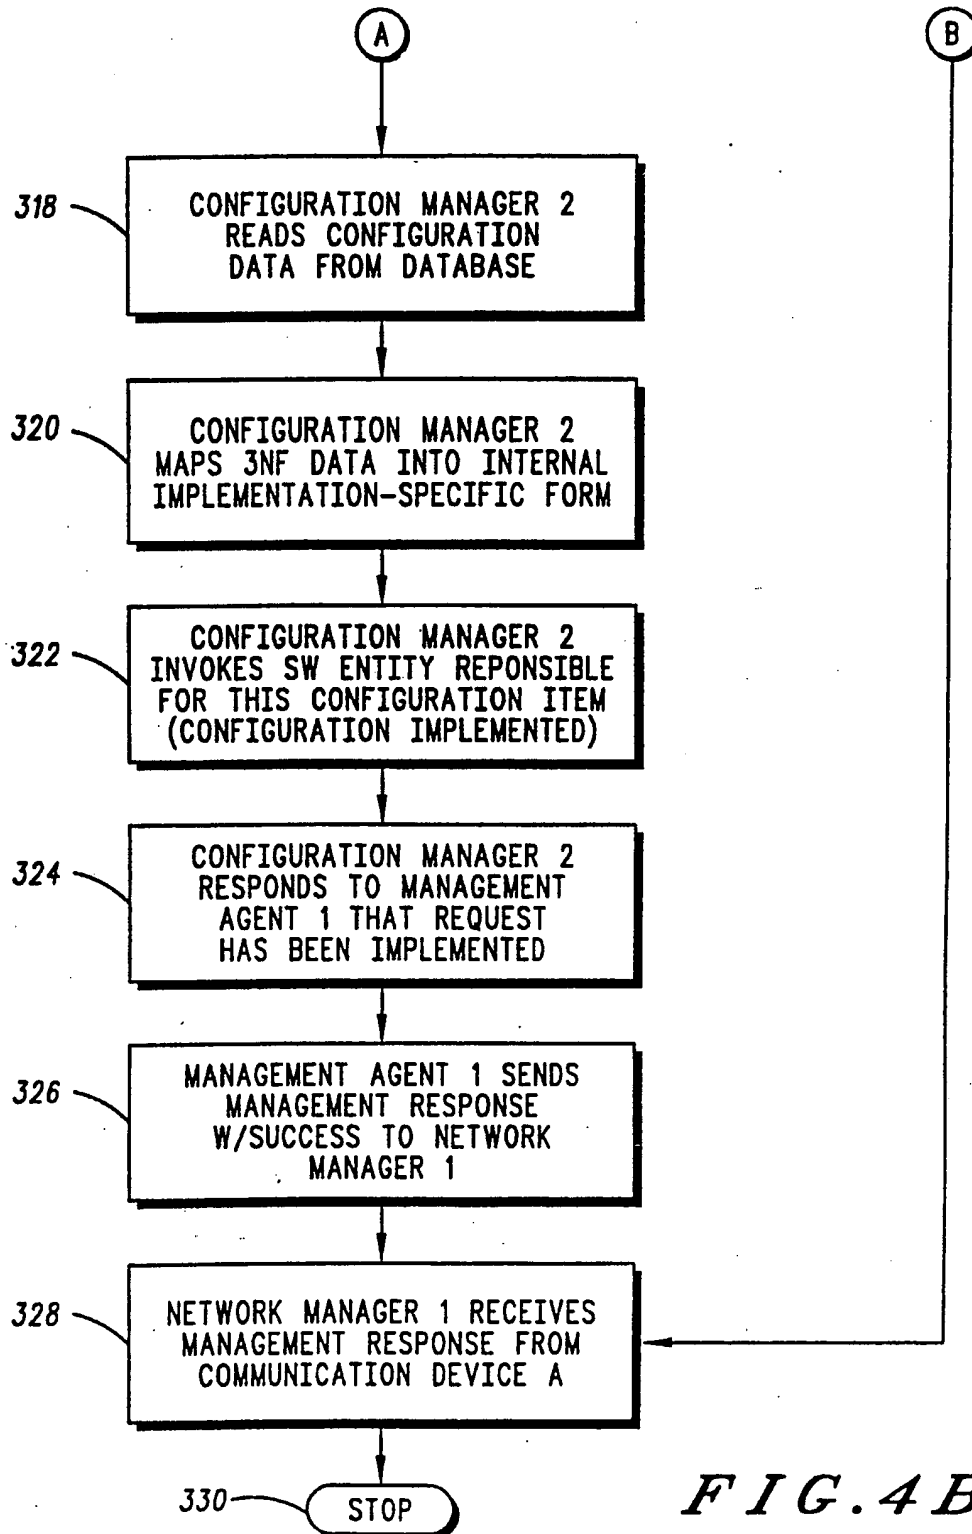 A
B
318
CONFIGURATION MANAGER 2
READS CONFIGURATION
DATA FROM DATABASE
320
CONFIGURATION MANAGER 2
MAPS 3NF DATA INTO INTERNAL
IMPLEMENTATION-SPECIFIC FORM
322
CONFIGURATION MANAGER 2
INVOKES SW ENTITY REPONSIBLE
FOR THIS CONFIGURATION ITEM
(CONFIGURATION IMPLEMENTED)
324
CONFIGURATION MANAGER 2
RESPONDS TO MANAGEMENT
AGENT 1 THAT REQUEST
HAS BEEN IMPLEMENTED
326
MANAGEMENT AGENT 1 SENDS
MANAGEMENT RESPONSE
W/SUCCESS TO NETWORK
MANAGER 1
328
NETWORK MANAGER 1 RECEIVES
MANAGEMENT RESPONSE FROM
COMMUNICATION DEVICE A
330
STOP
FIG.4B